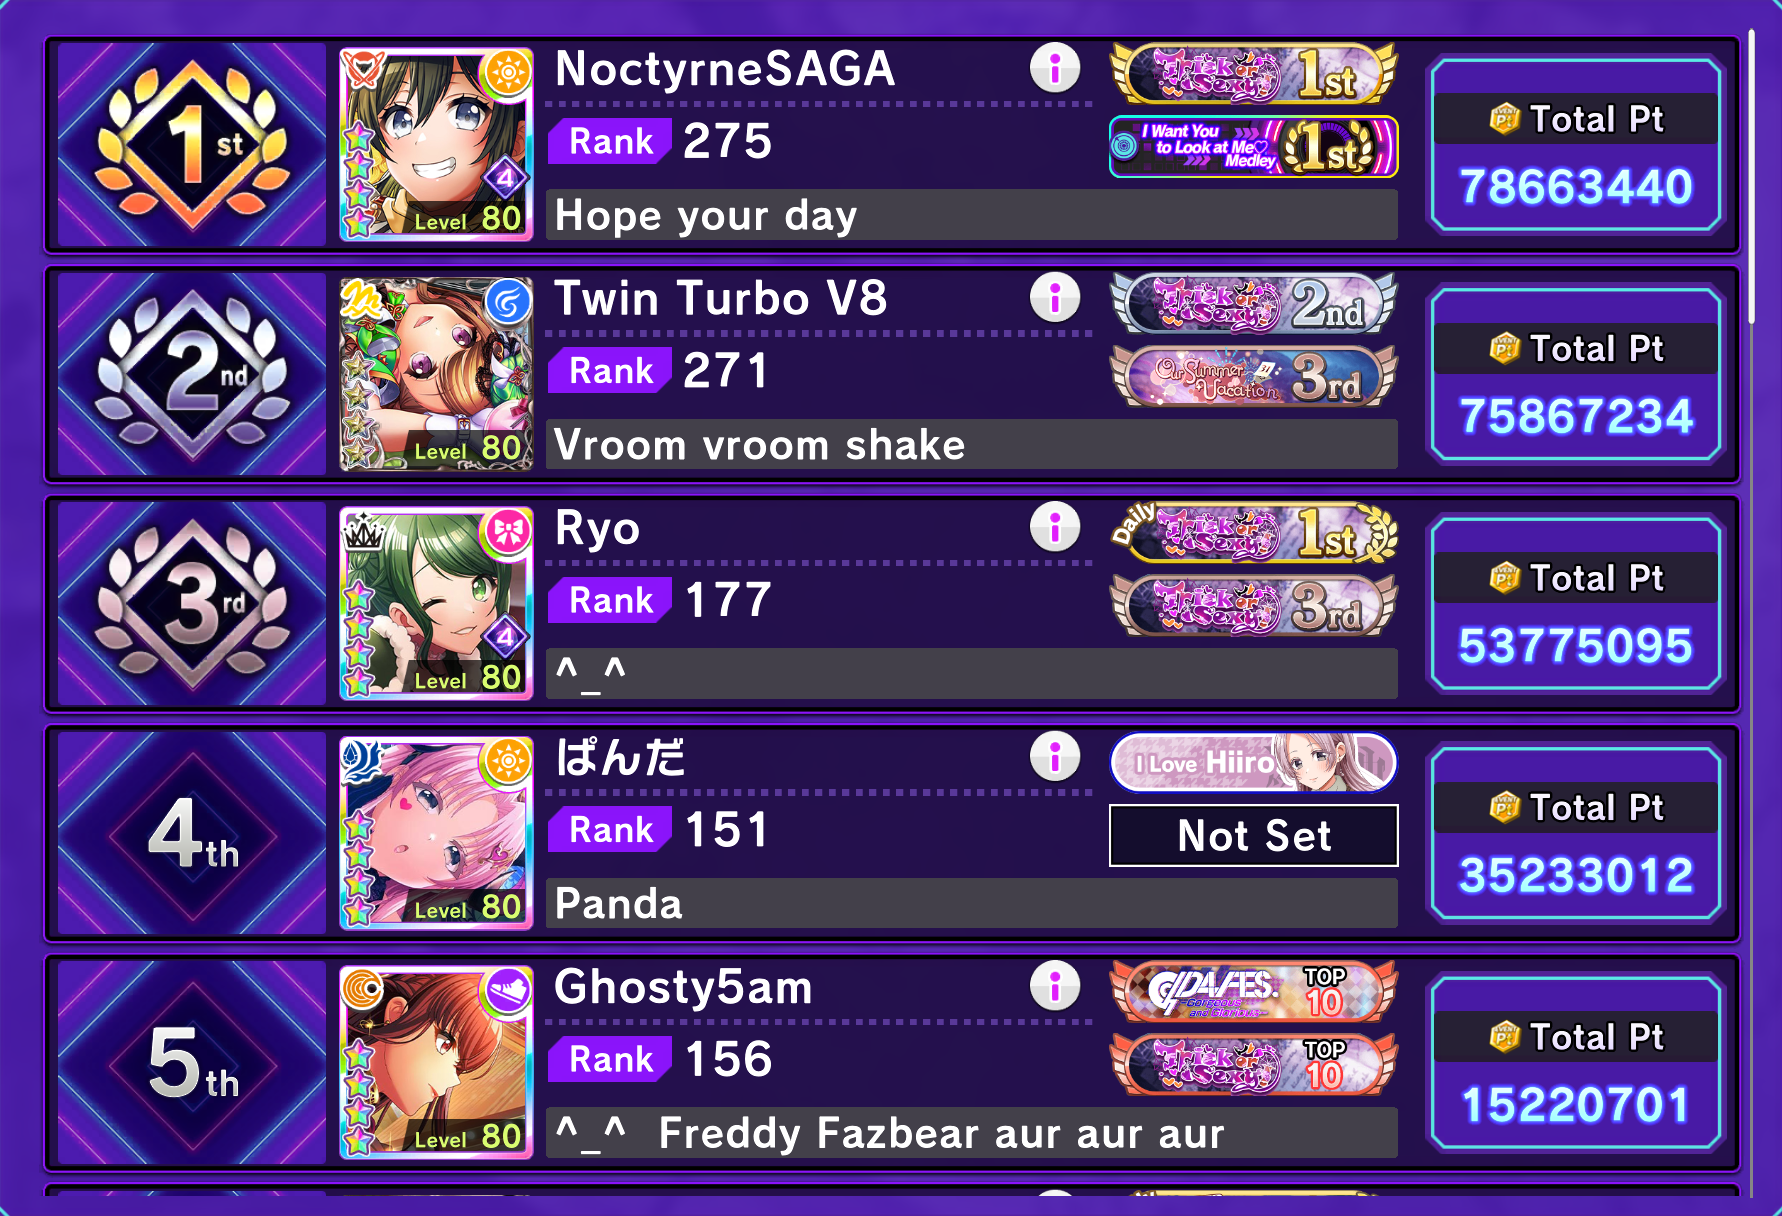 1st
NoctyrneSAGA
i
Rank 275
Hope your day
Level 80
4
Trick or Sexy! 1st
I Want You
to Look at Me♡
Medley
1st
Total Pt
78663440
2nd
Twin Turbo V8
i
Rank 271
Vroom vroom shake
Level 80
Trick or Sexy! 2nd
Our Summer
Vacation
3rd
Total Pt
75867234
3rd
Ryo
i
Rank 177
^_^
Level 80
4
Daily
Trick or Sexy! 1st
Trick or Sexy! 3rd
Total Pt
53775095
4th
ぱんだ
i
Rank 151
Panda
Level 80
I Love Hiiro
Not Set
Total Pt
35233012
5th
Ghosty5am
i
Rank 156
^_^ Freddy Fazbear aur aur aur
Level 80
DIVE/FES.
-Gorgeous
and Glorious-
TOP
10
Trick or Sexy!
TOP
10
Total Pt
15220701